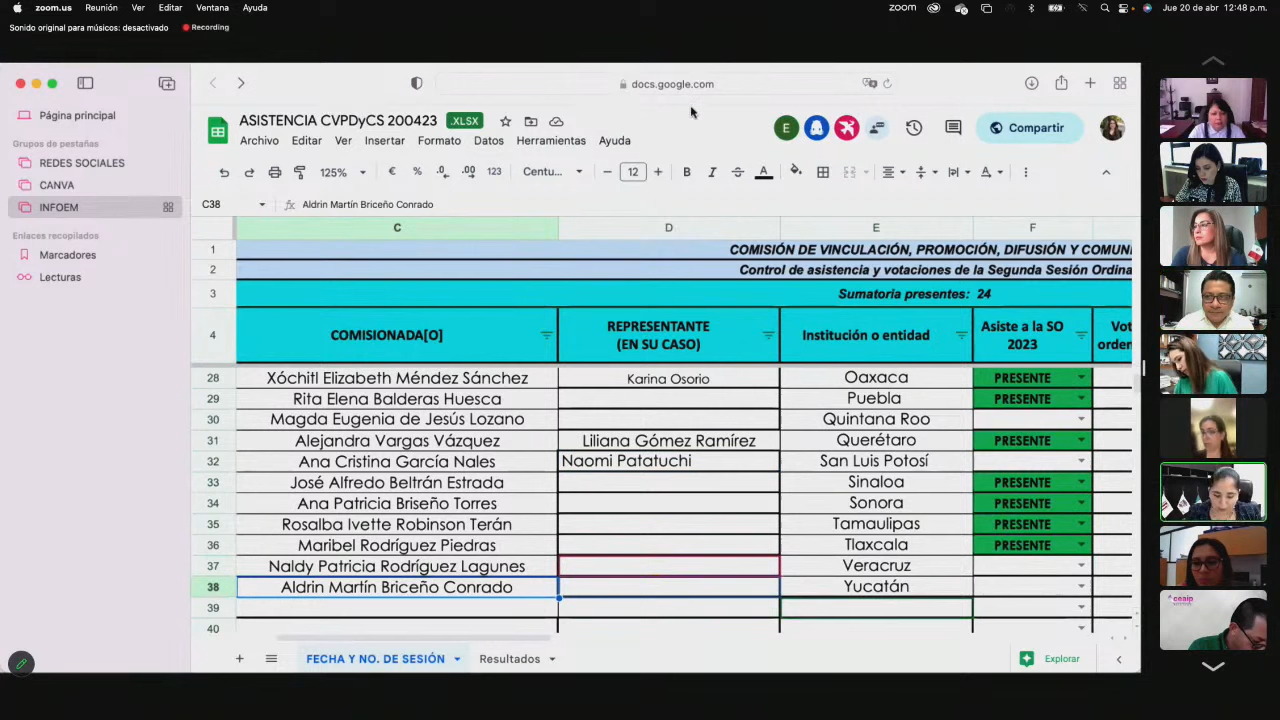 zoom.us Reunión Ver Editar Ventana Ayuda
zoom Jue 20 de abr 12:48 p.m.
Sonido original para músicos: desactivado Recording
docs.google.com
Página principal
Grupos de pestañas
REDES SOCIALES
CANVA
INFOEM
Enlaces recopilados
Marcadores
Lecturas
ASISTENCIA CVPDyCS 200423 .XLSX
Archivo Editar Ver Insertar Formato Datos Herramientas Ayuda
E
Compartir
125% € % .0 .00 123 Centu... 12 B I S A
C38 fx Aldrin Martín Briceño Conrado
C D E F
1 COMISIÓN DE VINCULACIÓN, PROMOCIÓN, DIFUSIÓN Y COMUN
2 Control de asistencia y votaciones de la Segunda Sesión Ordina
3 Sumatoria presentes: 24
4 COMISIONADA[O] REPRESENTANTE (EN SU CASO) Institución o entidad Asiste a la SO 2023 Vot orden
28 Xóchitl Elizabeth Méndez Sánchez Karina Osorio Oaxaca PRESENTE
29 Rita Elena Balderas Huesca Puebla PRESENTE
30 Magda Eugenia de Jesús Lozano Quintana Roo
31 Alejandra Vargas Vázquez Liliana Gómez Ramírez Querétaro PRESENTE
32 Ana Cristina García Nales Naomi Patatuchi San Luis Potosí
33 José Alfredo Beltrán Estrada Sinaloa PRESENTE
34 Ana Patricia Briseño Torres Sonora PRESENTE
35 Rosalba Ivette Robinson Terán Tamaulipas PRESENTE
36 Maribel Rodríguez Piedras Tlaxcala PRESENTE
37 Naldy Patricia Rodríguez Lagunes Veracruz
38 Aldrin Martín Briceño Conrado Yucatán
39
40
FECHA Y NO. DE SESIÓN Resultados
Explorar
ceaip